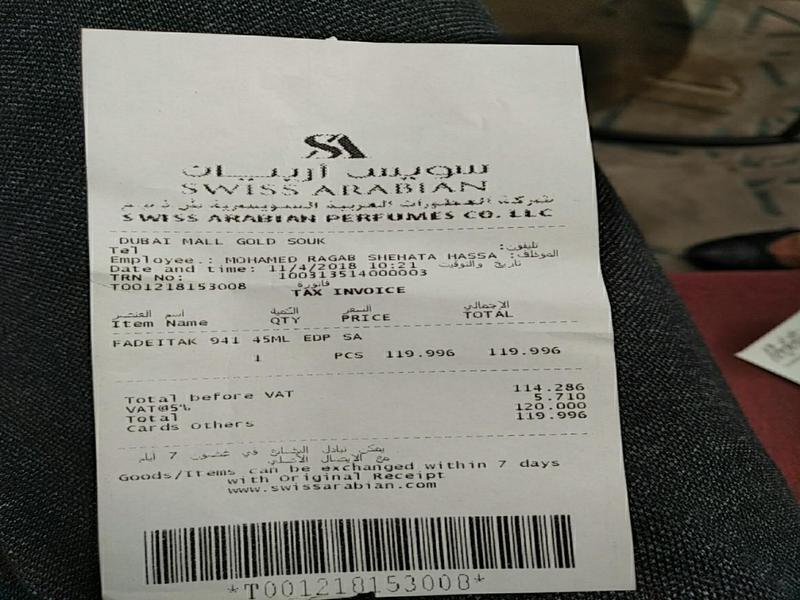 SA
سويس أربيان
SWISS ARABIAN
شركة العطورات العربية السويسرية ش ذ م م
SWISS ARABIAN PERFUMES CO. LLC
DUBAI MALL GOLD SOUK
Tel تليفون:
Employee.: MOHAMED RAGAB SHEHATA HASSA الموظف:
Date and time: 11/4/2018 10:21 تاريخ والتوقيت
TRN No: 100313514000003
T001218153008 فاتورة
TAX INVOICE
اسم العنصر الكمية السعر الإجمالي
Item Name QTY PRICE TOTAL
FADEITAK 941 45ML EDP SA
1 PCS 119.996 119.996
Total before VAT 114.286
VAT@5% 5.710
Total 120.000
Cards Others 119.996
يمكن تبادل البضائع في غضون 7 أيام
مع الإيصال الأصلي
Goods/Items can be exchanged within 7 days
with Original Receipt
www.swissarabian.com
*T001218153008*